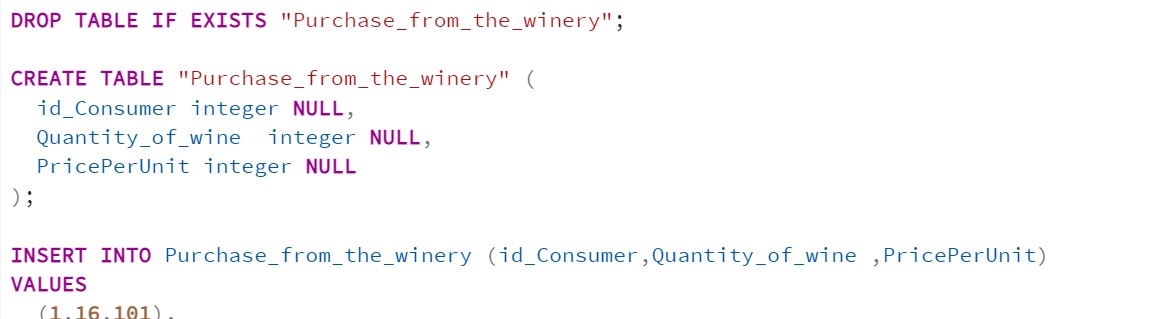 DROP TABLE IF EXISTS "Purchase_from_the_winery";
CREATE TABLE "Purchase_from_the_winery" (
id_Consumer integer NULL,
Quantity_of_wine  integer NULL,
PricePerUnit integer NULL
);
INSERT INTO Purchase_from_the_winery (id_Consumer,Quantity_of_wine ,PricePerUnit)
VALUES
(1,16,101),